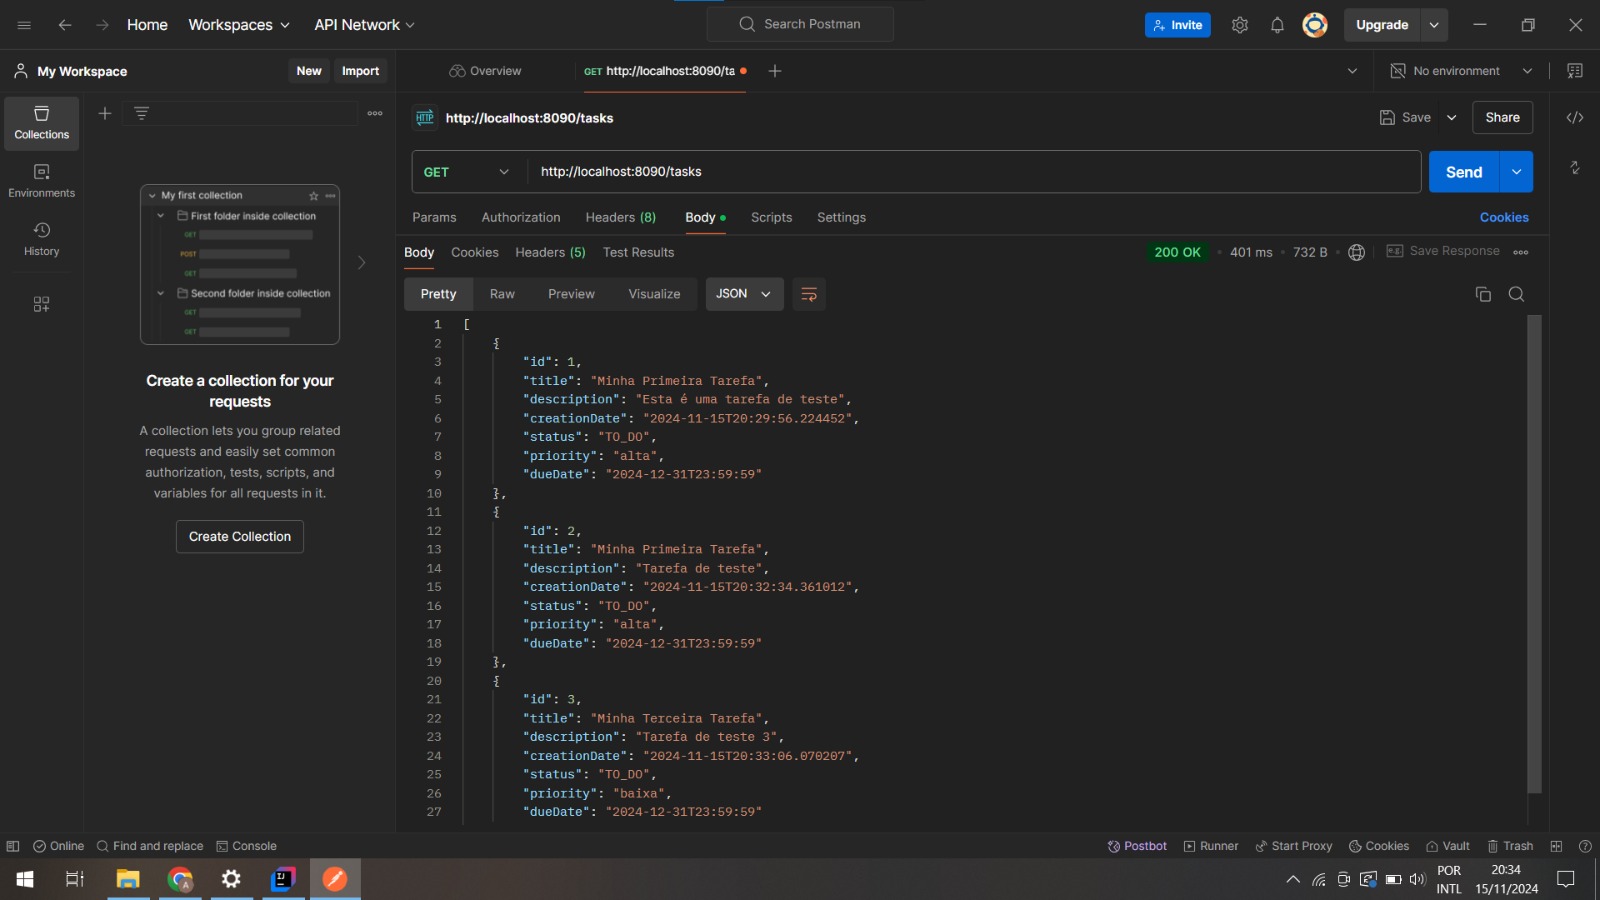 Home Workspaces API Network Search Postman Invite Upgrade
My Workspace New Import Overview GET http://localhost:8090/ta No environment
Collections
Environments
History
My first collection
First folder inside collection
GET
POST
GET
Second folder inside collection
GET
GET
Create a collection for your
requests
A collection lets you group related
requests and easily set common
authorization, tests, scripts, and
variables for all requests in it.
Create Collection
HTTP http://localhost:8090/tasks Save Share
GET http://localhost:8090/tasks Send
Params Authorization Headers (8) Body Scripts Settings Cookies
Body Cookies Headers (5) Test Results 200 OK 401 ms 732 B e.g. Save Response
Pretty Raw Preview Visualize JSON
1 [
2 {
3 "id": 1,
4 "title": "Minha Primeira Tarefa",
5 "description": "Esta é uma tarefa de teste",
6 "creationDate": "2024-11-15T20:29:56.224452",
7 "status": "TO_DO",
8 "priority": "alta",
9 "dueDate": "2024-12-31T23:59:59"
10 },
11 {
12 "id": 2,
13 "title": "Minha Primeira Tarefa",
14 "description": "Tarefa de teste",
15 "creationDate": "2024-11-15T20:32:34.361012",
16 "status": "TO_DO",
17 "priority": "alta",
18 "dueDate": "2024-12-31T23:59:59"
19 },
20 {
21 "id": 3,
22 "title": "Minha Terceira Tarefa",
23 "description": "Tarefa de teste 3",
24 "creationDate": "2024-11-15T20:33:06.070207",
25 "status": "TO_DO",
26 "priority": "baixa",
27 "dueDate": "2024-12-31T23:59:59"
Online Find and replace Console Postbot Runner Start Proxy Cookies Vault Trash
POR 20:34
INTL 15/11/2024